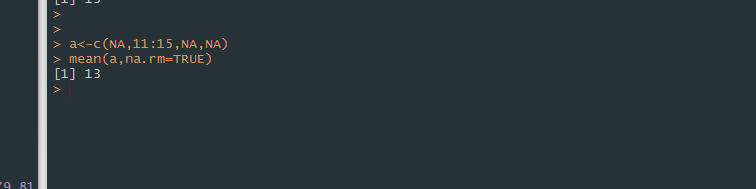 >
>
> a<-c(NA,11:15,NA,NA)
> mean(a,na.rm=TRUE)
[1] 13
>